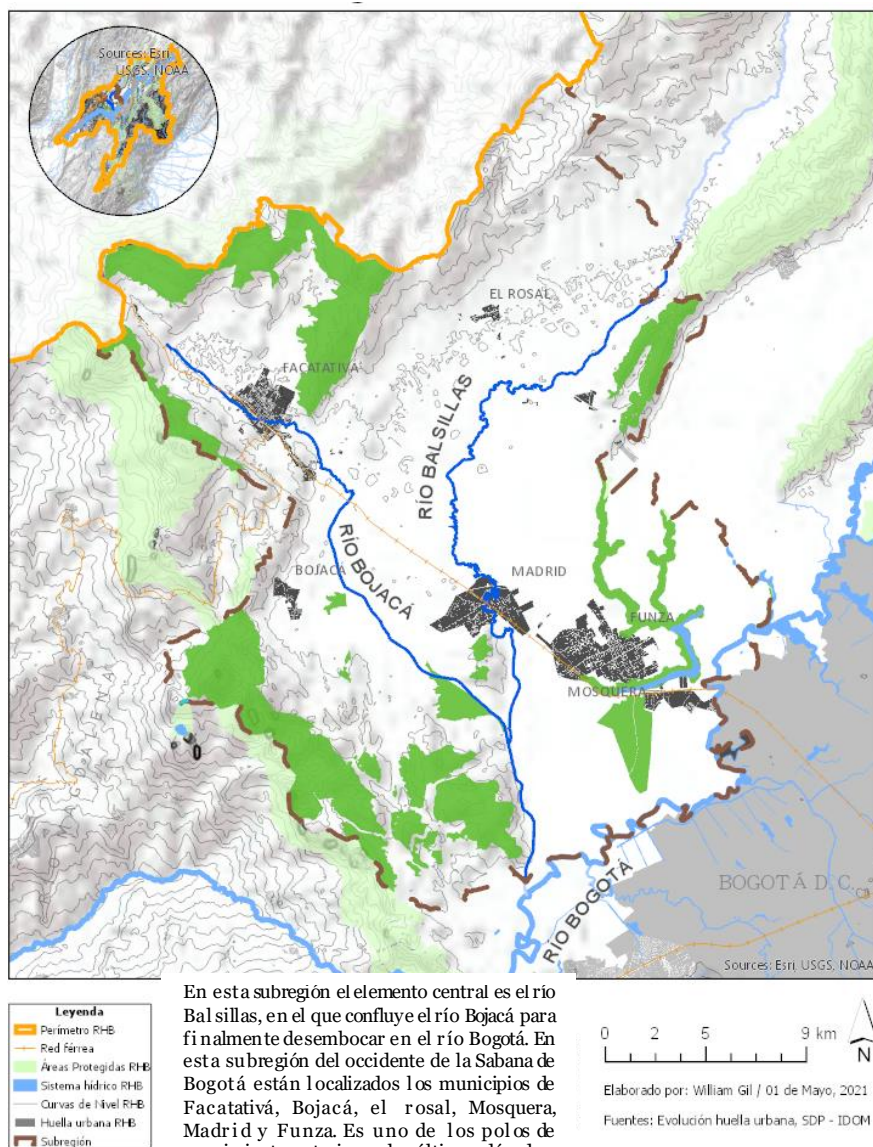 Sources: Esri,
USGS, NOAA
EL ROSAL
FACATATIVA
RÍO BALSILLAS
RÍO BOJACÁ
BOJACÁ
MADRID
FUNZA
MOSQUERA
RÍO BOGOTÁ
BOGOTÁ D. C.
Sources: Esri, USGS, NOAA
Leyenda
Perímetro RHB
Red férrea
Áreas Protegidas RHB
Sistema hídrico RHB
Curvas de Nivel RHB
Huella urbana RHB
Subregión
En esta subregión el elemento central es el río
Balsillas, en el que confluye el río Bojacá para
finalmente desembocar en el río Bogotá. En
esta subregión del occidente de la Sabana de
Bogotá están localizados los municipios de
Facatativá, Bojacá, el rosal, Mosquera,
Madrid y Funza. Es uno de los polos de
0 2 5 9 km
N
Elaborado por: William Gil / 01 de Mayo, 2021
Fuentes: Evolución huella urbana, SDP - IDOM